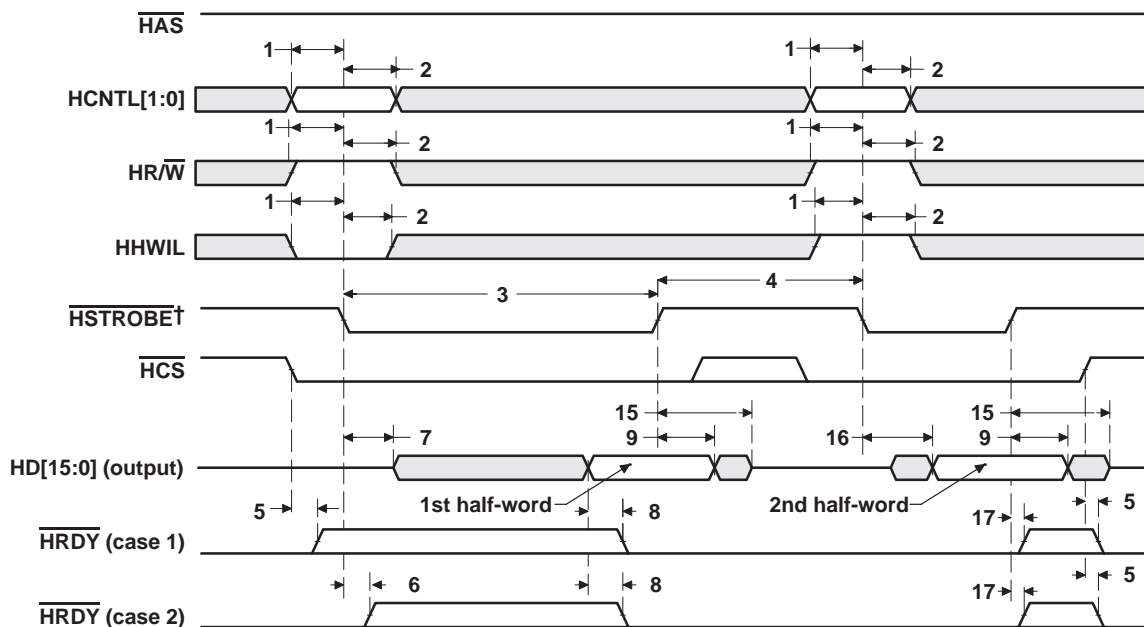 HAS
1 1
2 2
HCNTL[1:0]
1 1
2 2
HR/W
1 1
2 2
HHWIL
3 4
HSTROBE†
HCS
15 15
7 9 16 9
HD[15:0] (output)
1st half-word 2nd half-word
5 8 17 5
HRDY (case 1)
6 8 17 5
HRDY (case 2)